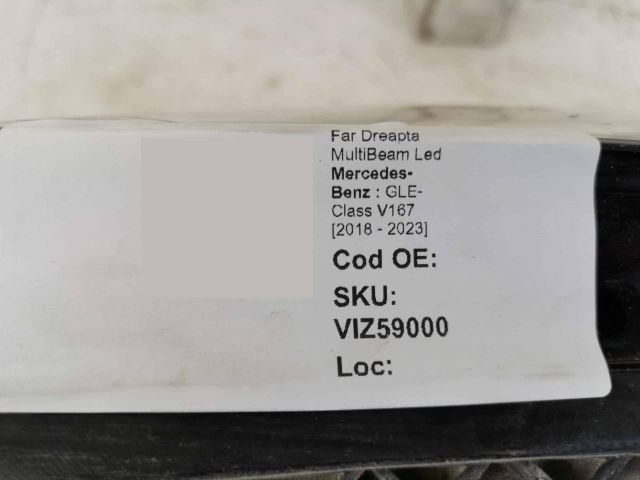 Far Dreapta
MultiBeam Led
Mercedes-
Benz : GLE-
Class V167
[2018 - 2023]
Cod OE:
SKU:
VIZ59000
Loc: